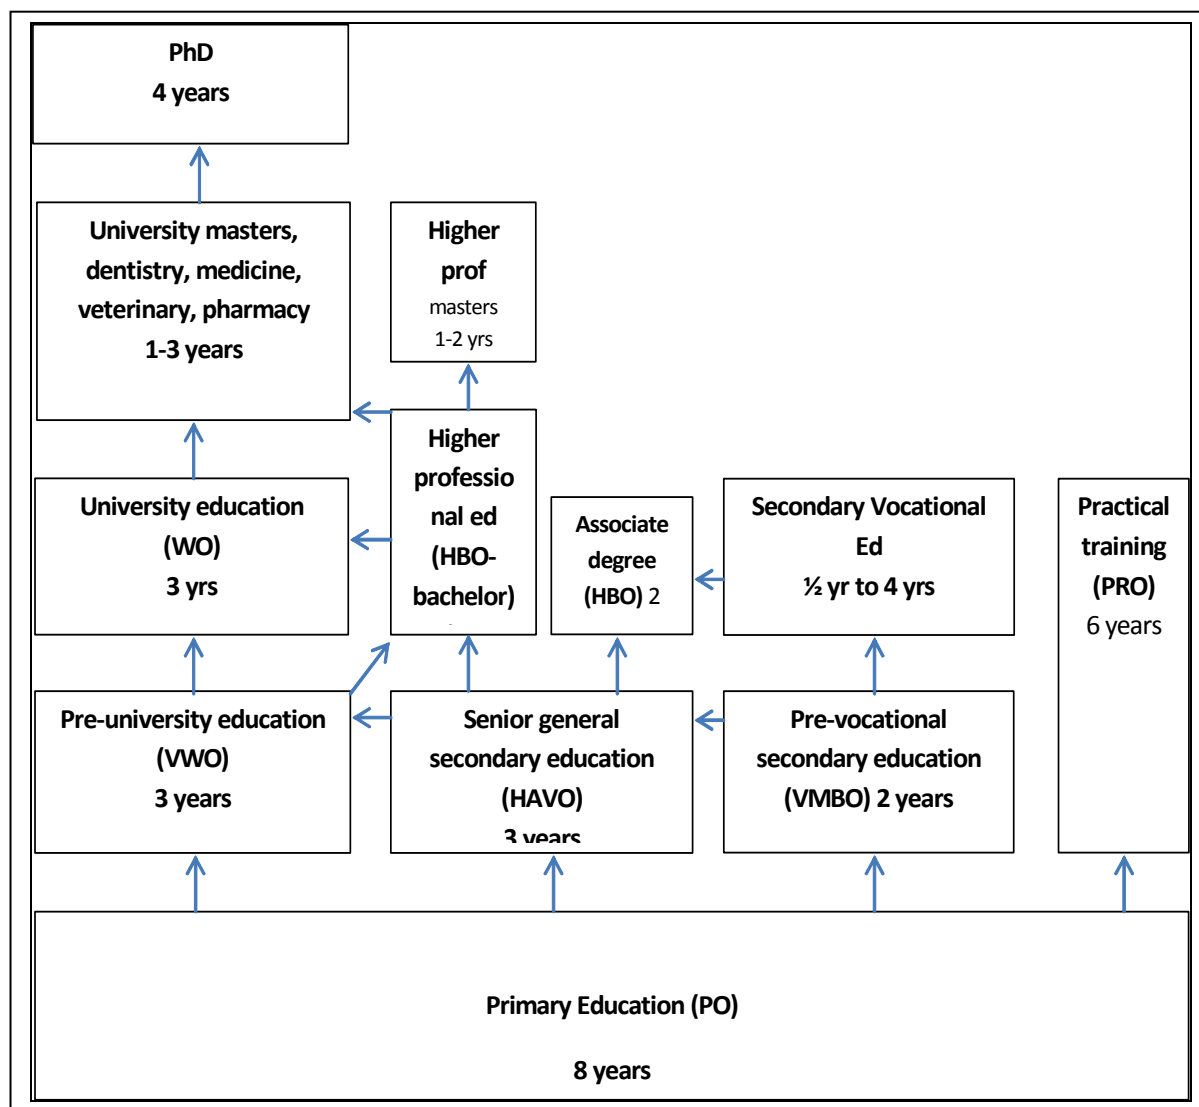 PhD
4 years
University masters,
dentistry, medicine,
veterinary, pharmacy
1-3 years
Higher
prof
masters
1-2 yrs
University education
(WO)
3 yrs
Higher
professio
nal ed
(HBO-
bachelor)
Associate
degree
(HBO) 2
Secondary Vocational
Ed
½ yr to 4 yrs
Practical
training
(PRO)
6 years
Pre-university education
(VWO)
3 years
Senior general
secondary education
(HAVO)
3 years
Pre-vocational
secondary education
(VMBO) 2 years
Primary Education (PO)
8 years